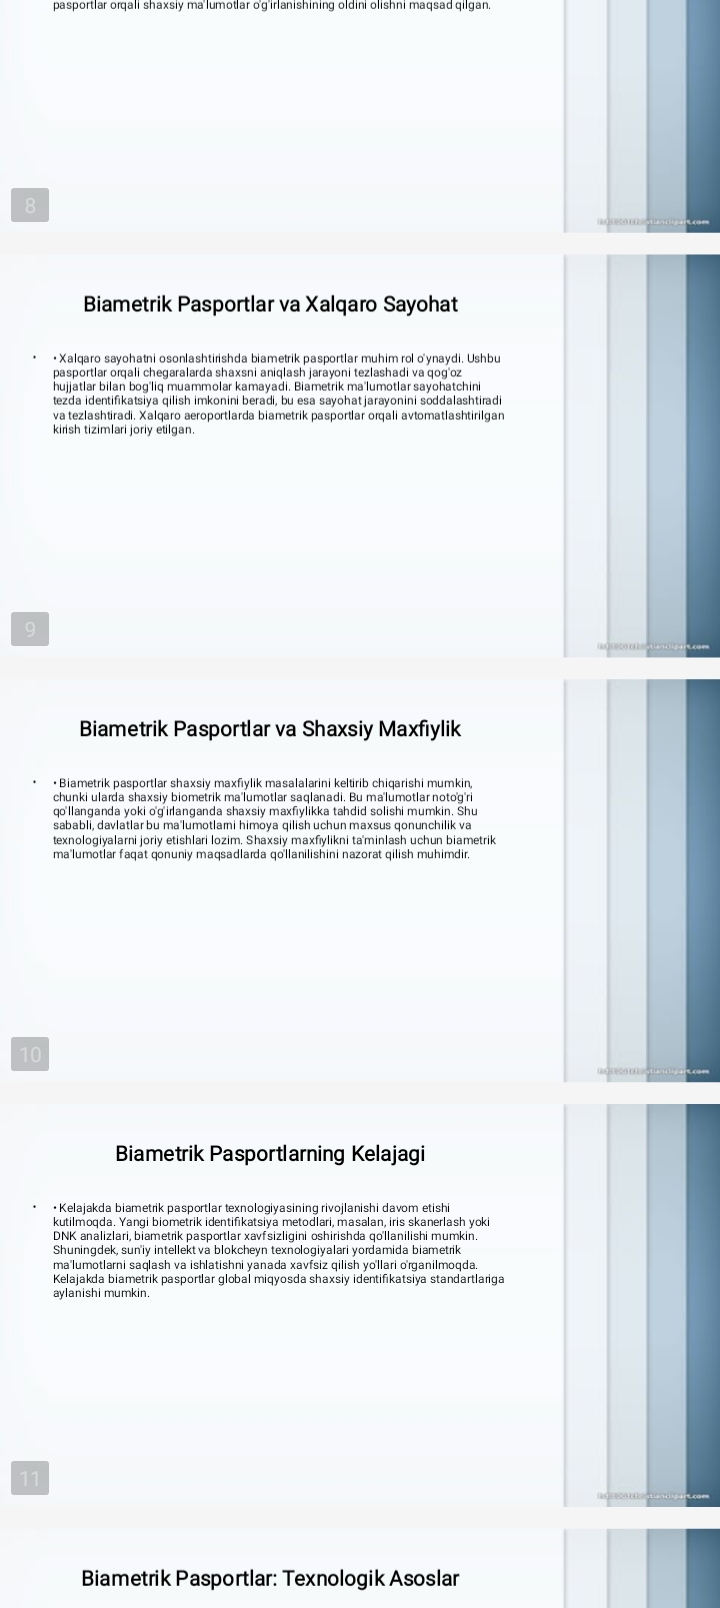 pasportlar orqali shaxsiy ma'lumotlar o'g'irlanishining oldini olishni maqsad qilgan.
8
Biametrik Pasportlar va Xalqaro Sayohat
• • Xalqaro sayohatni osonlashtirishda biametrik pasportlar muhim rol o'ynaydi. Ushbu
pasportlar orqali chegaralarda shaxsni aniqlash jarayoni tezlashadi va qog'oz
hujjatlar bilan bog'liq muammolar kamayadi. Biametrik ma'lumotlar sayohatchini
tezda identifikatsiya qilish imkonini beradi, bu esa sayohat jarayonini soddalashtiradi
va tezlashtiradi. Xalqaro aeroportlarda biametrik pasportlar orqali avtomatlashtirilgan
kirish tizimlari joriy etilgan.
9
Biametrik Pasportlar va Shaxsiy Maxfiylik
• • Biametrik pasportlar shaxsiy maxfiylik masalalarini keltirib chiqarishi mumkin,
chunki ularda shaxsiy biometrik ma'lumotlar saqlanadi. Bu ma'lumotlar noto'g'ri
qo'llanganda yoki o'g'irlanganda shaxsiy maxfiylikka tahdid solishi mumkin. Shu
sababli, davlatlar bu ma'lumotlarni himoya qilish uchun maxsus qonunchilik va
texnologiyalarni joriy etishlari lozim. Shaxsiy maxfiylikni ta'minlash uchun biametrik
ma'lumotlar faqat qonuniy maqsadlarda qo'llanilishini nazorat qilish muhimdir.
10
Biametrik Pasportlarning Kelajagi
• • Kelajakda biametrik pasportlar texnologiyasining rivojlanishi davom etishi
kutilmoqda. Yangi biometrik identifikatsiya metodlari, masalan, iris skanerlash yoki
DNK analizlari, biametrik pasportlar xavfsizligini oshirishda qo'llanilishi mumkin.
Shuningdek, sun'iy intellekt va blokcheyn texnologiyalari yordamida biametrik
ma'lumotlarni saqlash va ishlatishni yanada xavfsiz qilish yo'llari o'rganilmoqda.
Kelajakda biametrik pasportlar global miqyosda shaxsiy identifikatsiya standartlariga
aylanishi mumkin.
11
Biametrik Pasportlar: Texnologik Asoslar